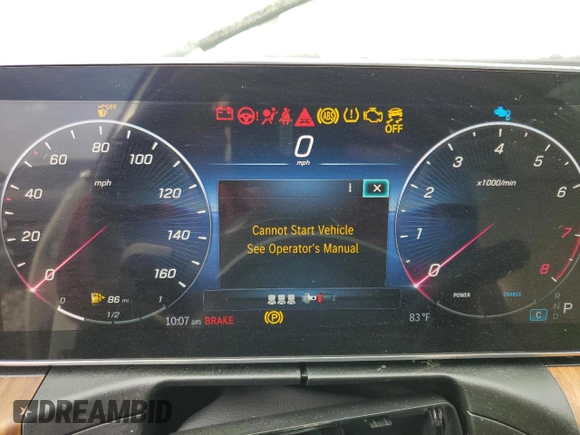 OFF
ABS
OFF
0
mph
0 20 40 60 80 100 120 140 160
mph
0 1 2 3 4 5 6 7 8
x1000/min
i X
Cannot Start Vehicle
See Operator's Manual
86 mi
0 1/2 1
POWER CHARGE
R
N
D
P
C
10:07 am BRAKE (P) 83°F
DREAMBID